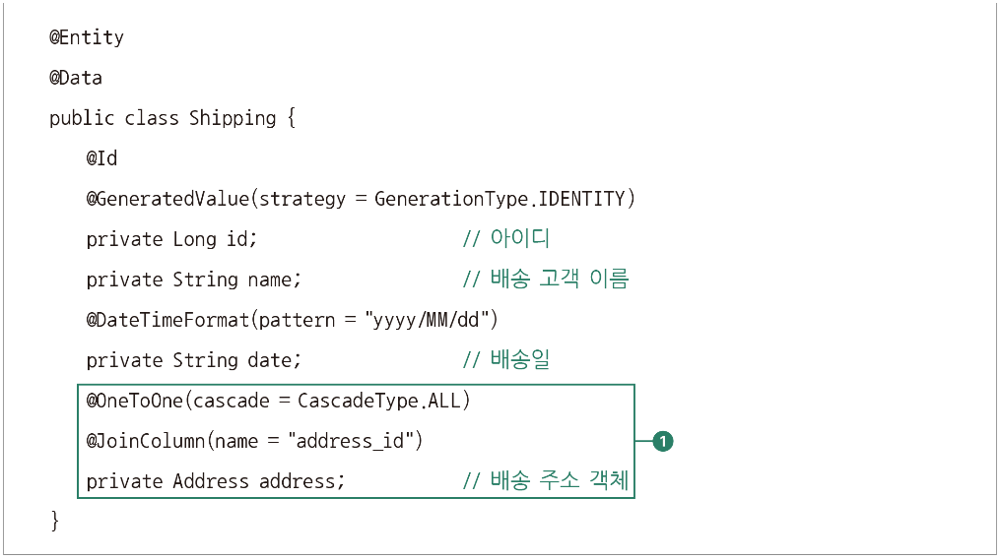 @Entity
@Data
public class Shipping {
@Id
@GeneratedValue(strategy = GenerationType.IDENTITY)
private Long id; // 아이디
private String name; // 배송 고객 이름
@DateTimeFormat(pattern = "yyyy/MM/dd")
private String date; // 배송일
@OneToOne(cascade = CascadeType.ALL)
@JoinColumn(name = "address_id")
1
private Address address; // 배송 주소 객체
}